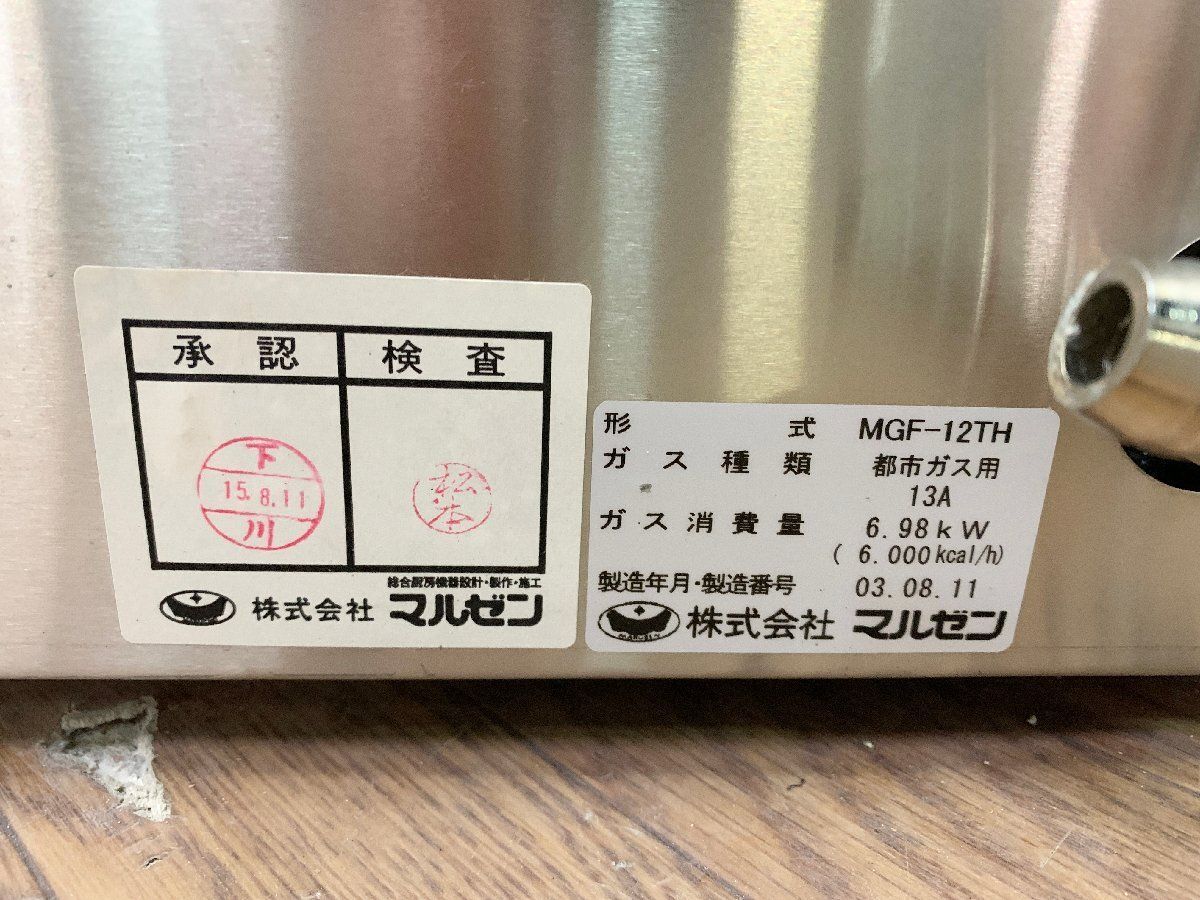 承認 検査
下
15.8.11
川
松
本
総合厨房機器設計・製作・施工
株式会社 マルゼン
形式 MGF-12TH
ガス種類 都市ガス用
13A
ガス消費量 6.98kW
(6.000kcal/h)
製造年月・製造番号 03.08.11
株式会社 マルゼン